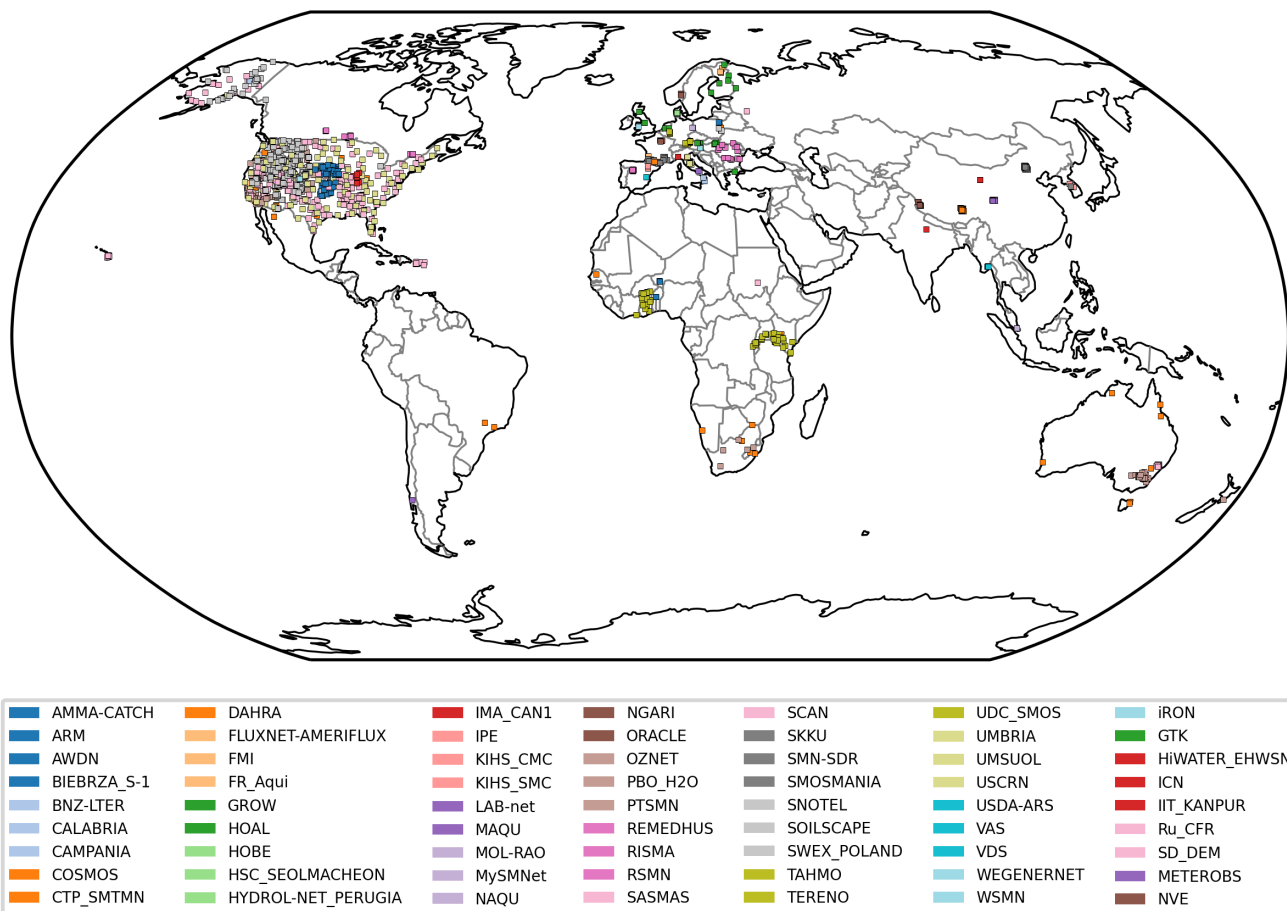 AMMA-CATCH
ARM
AWDN
BIEBRZA_S-1
BNZ-LTER
CALABRIA
CAMPANIA
COSMOS
CTP_SMTMN
DAHRA
FLUXNET-AMERIFLUX
FMI
FR_Aqui
GROW
HOAL
HOBE
HSC_SEOLMACHEON
HYDROL-NET_PERUGIA
IMA_CAN1
IPE
KIHS_CMC
KIHS_SMC
LAB-net
MAQU
MOL-RAO
MySMNet
NAQU
NGARI
ORACLE
OZNET
PBO_H2O
PTSMN
REMEDHUS
RISMA
RSMN
SASMAS
SCAN
SKKU
SMN-SDR
SMOSMANIA
SNOTEL
SOILSCAPE
SWEX_POLAND
TAHMO
TERENO
UDC_SMOS
UMBRIA
UMSUOL
USCRN
USDA-ARS
VAS
VDS
WEGENERNET
WSMN
iRON
GTK
HiWATER_EHWSN
ICN
IIT_KANPUR
Ru_CFR
SD_DEM
METEROBS
NVE